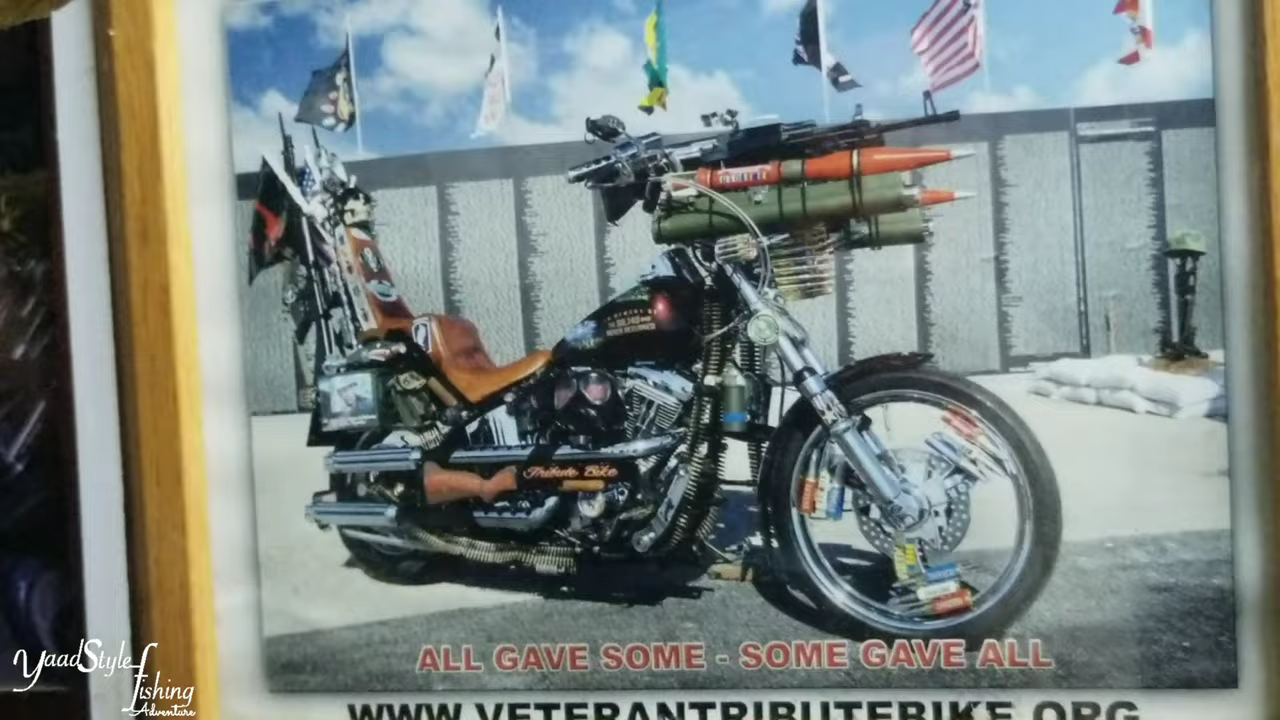 Tribute Bike
ALL GAVE SOME - SOME GAVE ALL
WWW.VETERANTRIBUTEBIKE.ORG
YaadStyle
fishing
Adventure